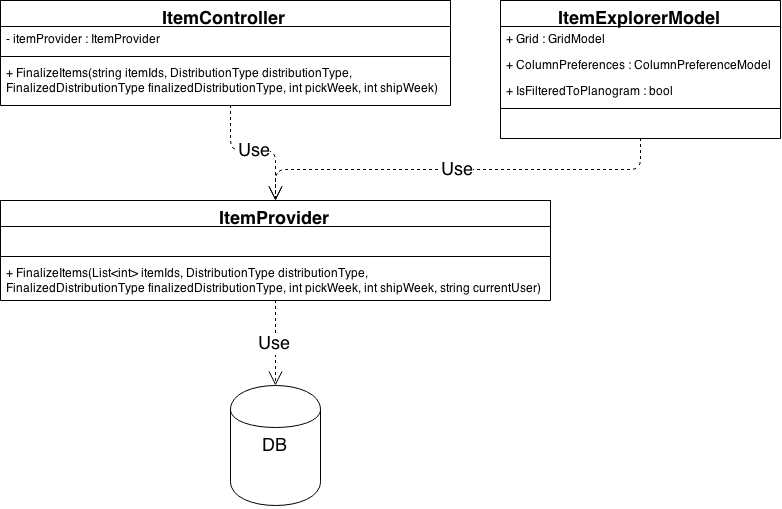 ItemController
- itemProvider : ItemProvider
+ FinalizeItems(string itemIds, DistributionType distributionType,
FinalizedDistributionType finalizedDistributionType, int pickWeek, int shipWeek)
ItemExplorerModel
+ Grid : GridModel
+ ColumnPreferences : ColumnPreferenceModel
+ IsFilteredToPlanogram : bool
Use
Use
ItemProvider
+ FinalizeItems(List<int> itemIds, DistributionType distributionType,
FinalizedDistributionType finalizedDistributionType, int pickWeek, int shipWeek, string currentUser)
Use
DB